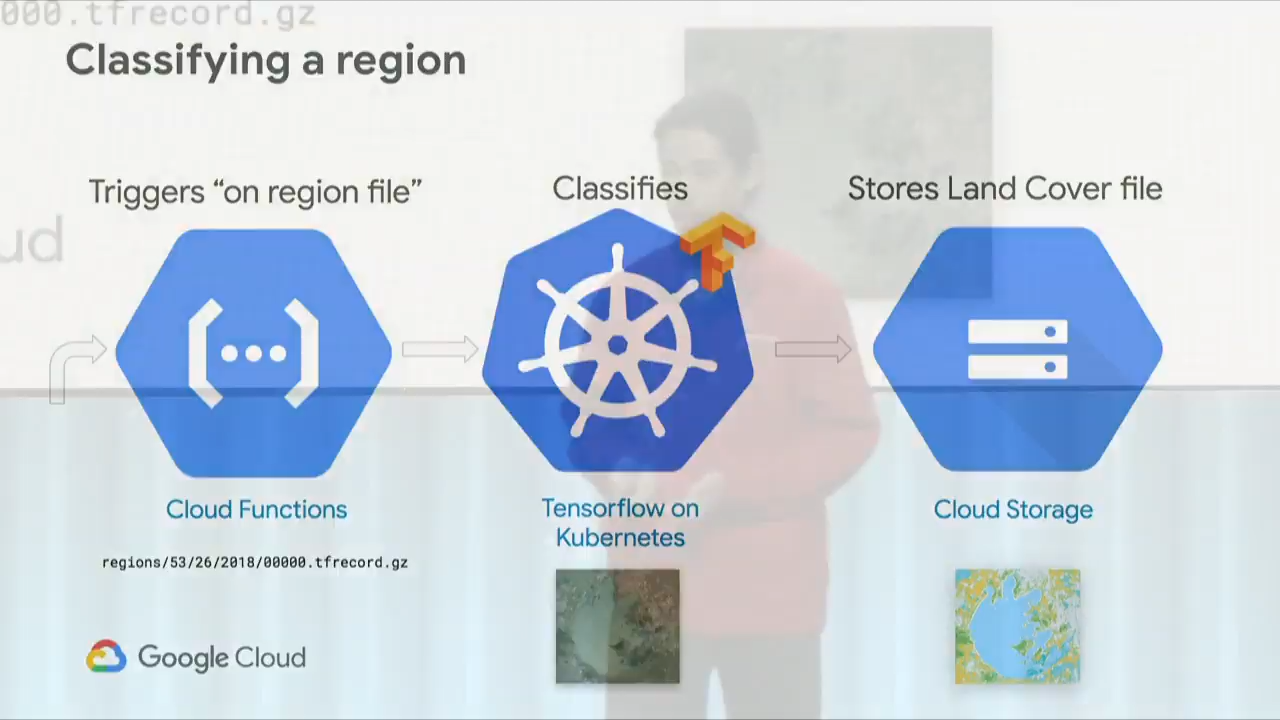 000.tfrecord.gz
Classifying a region
Triggers “on region file”
Classifies
Stores Land Cover file
ud
Cloud Functions
Tensorflow on
Kubernetes
Cloud Storage
regions/53/26/2018/00000.tfrecord.gz
Google Cloud